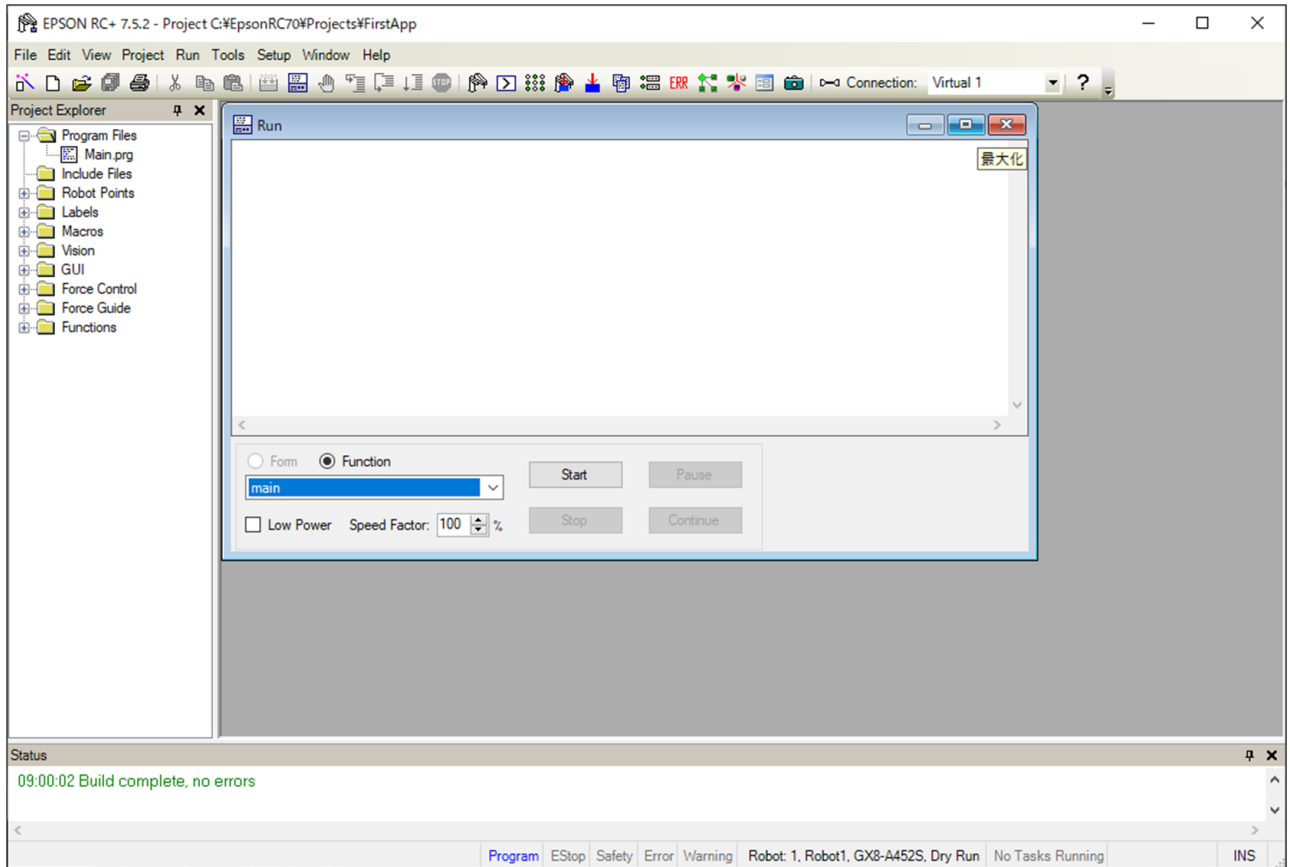 EPSON RC+ 7.5.2 - Project C:¥EpsonRC70¥Projects¥FirstApp
File Edit View Project Run Tools Setup Window Help
STOP ERR Connection: Virtual 1 ?
Project Explorer
Program Files
Main.prg
Include Files
Robot Points
Labels
Macros
Vision
GUI
Force Control
Force Guide
Functions
Run
最大化
Form Function
main
Start Pause
Low Power Speed Factor: 100 %
Stop Continue
Status
09:00:02 Build complete, no errors
Program EStop Safety Error Warning Robot: 1, Robot1, GX8-A452S, Dry Run No Tasks Running INS